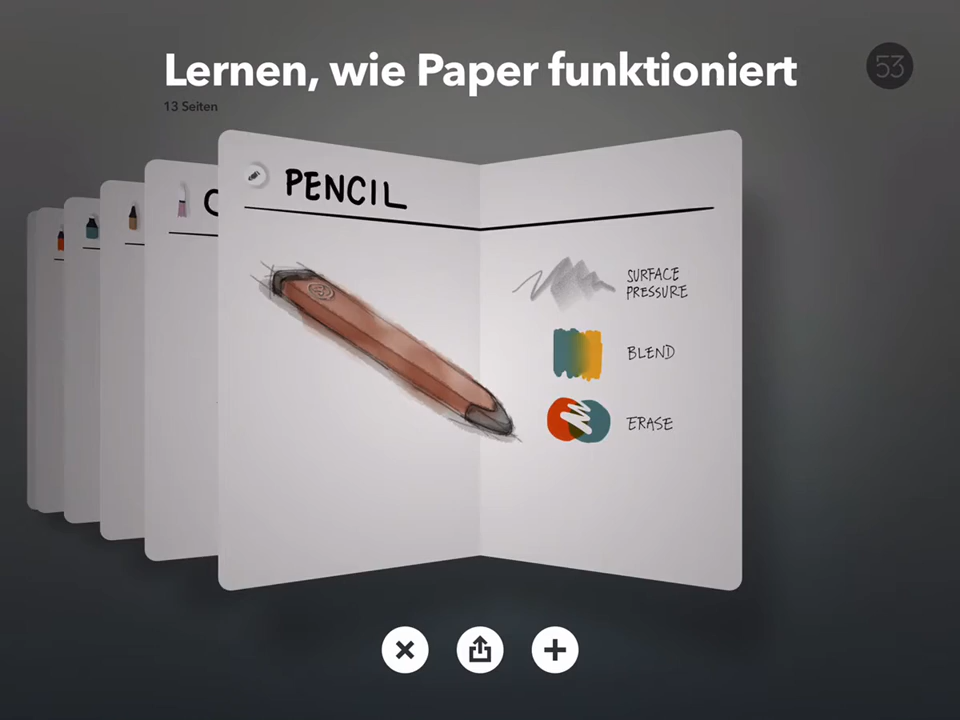 Lernen, wie Paper funktioniert
13 Seiten
53
PENCIL
SURFACE
PRESSURE
BLEND
ERASE